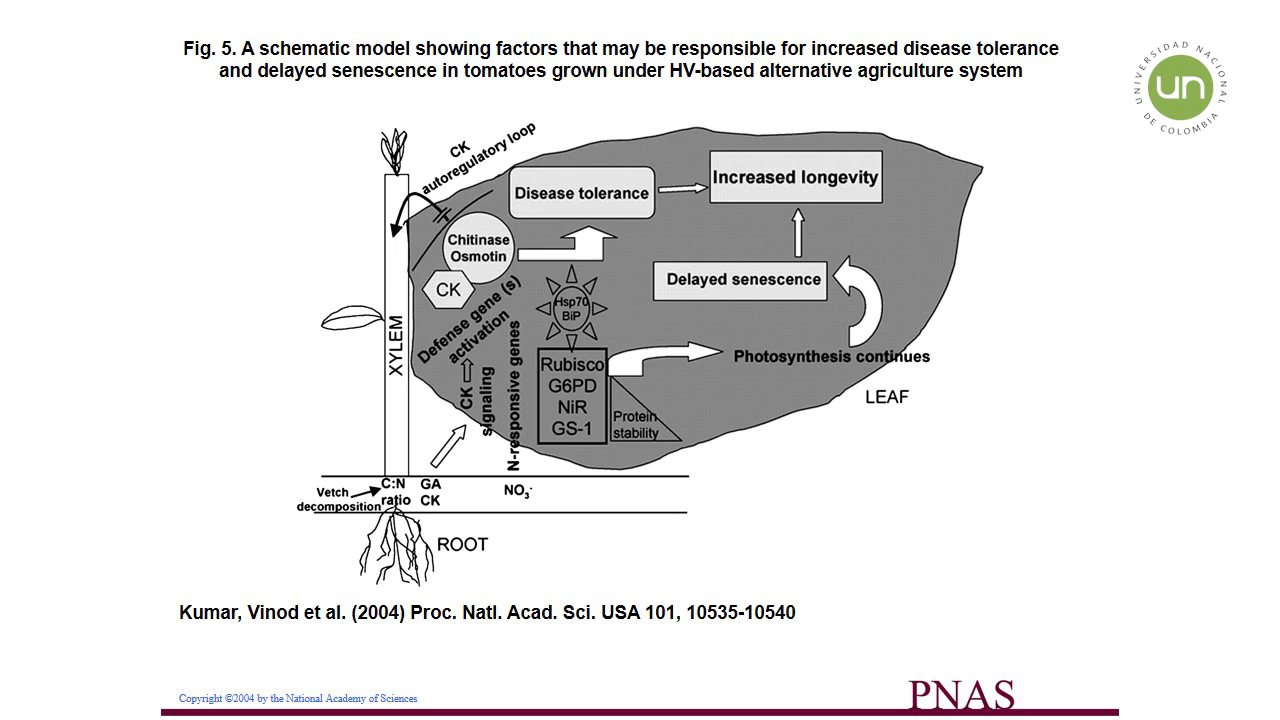 Fig. 5. A schematic model showing factors that may be responsible for increased disease tolerance
and delayed senescence in tomatoes grown under HV-based alternative agriculture system
UNIVERSIDAD NACIONAL
DE COLOMBIA
un
CK
autoregulatory loop
Disease tolerance
Increased longevity
Chitinase
Osmotin
CK
Delayed senescence
Hsp70
BiP
Defense gene (s)
activation
XYLEM
CK
signaling
N-responsive genes
Rubisco
G6PD
NiR
GS-1
Protein
stability
Photosynthesis continues
LEAF
Vetch
decomposition
C:N
ratio
GA
CK
NO₃⁻
ROOT
Kumar, Vinod et al. (2004) Proc. Natl. Acad. Sci. USA 101, 10535-10540
Copyright ©2004 by the National Academy of Sciences
PNAS